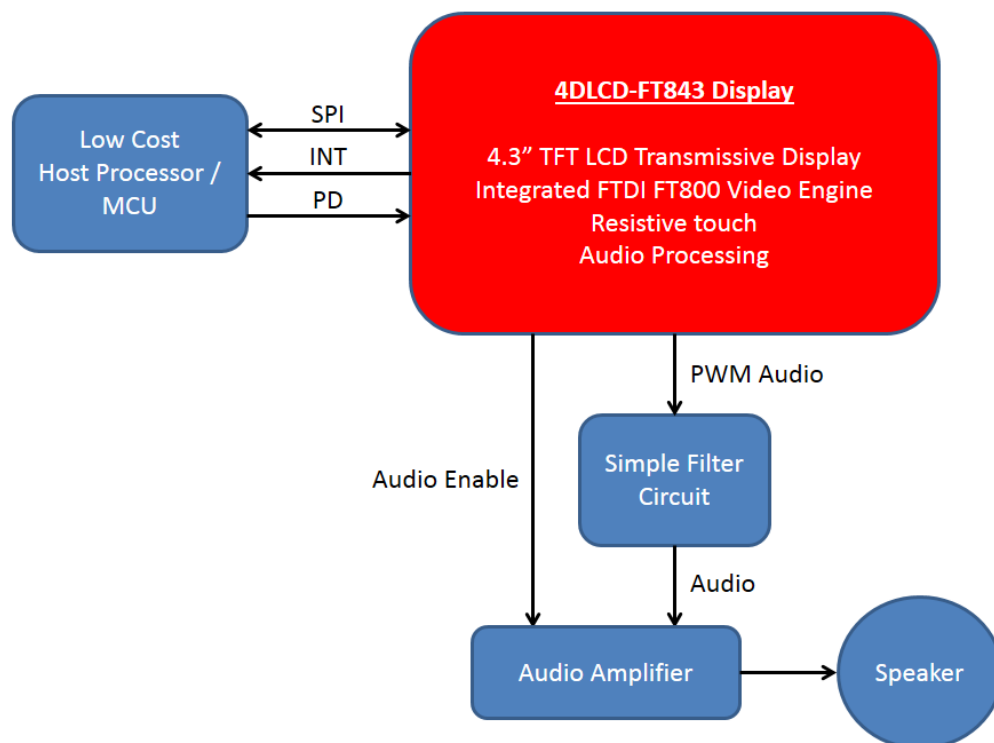 4DLCD-FT843 Display
4.3” TFT LCD Transmissive Display
Integrated FTDI FT800 Video Engine
Resistive touch
Audio Processing
Low Cost
Host Processor /
MCU
SPI
INT
PD
PWM Audio
Simple Filter
Circuit
Audio Enable
Audio
Audio Amplifier
Speaker